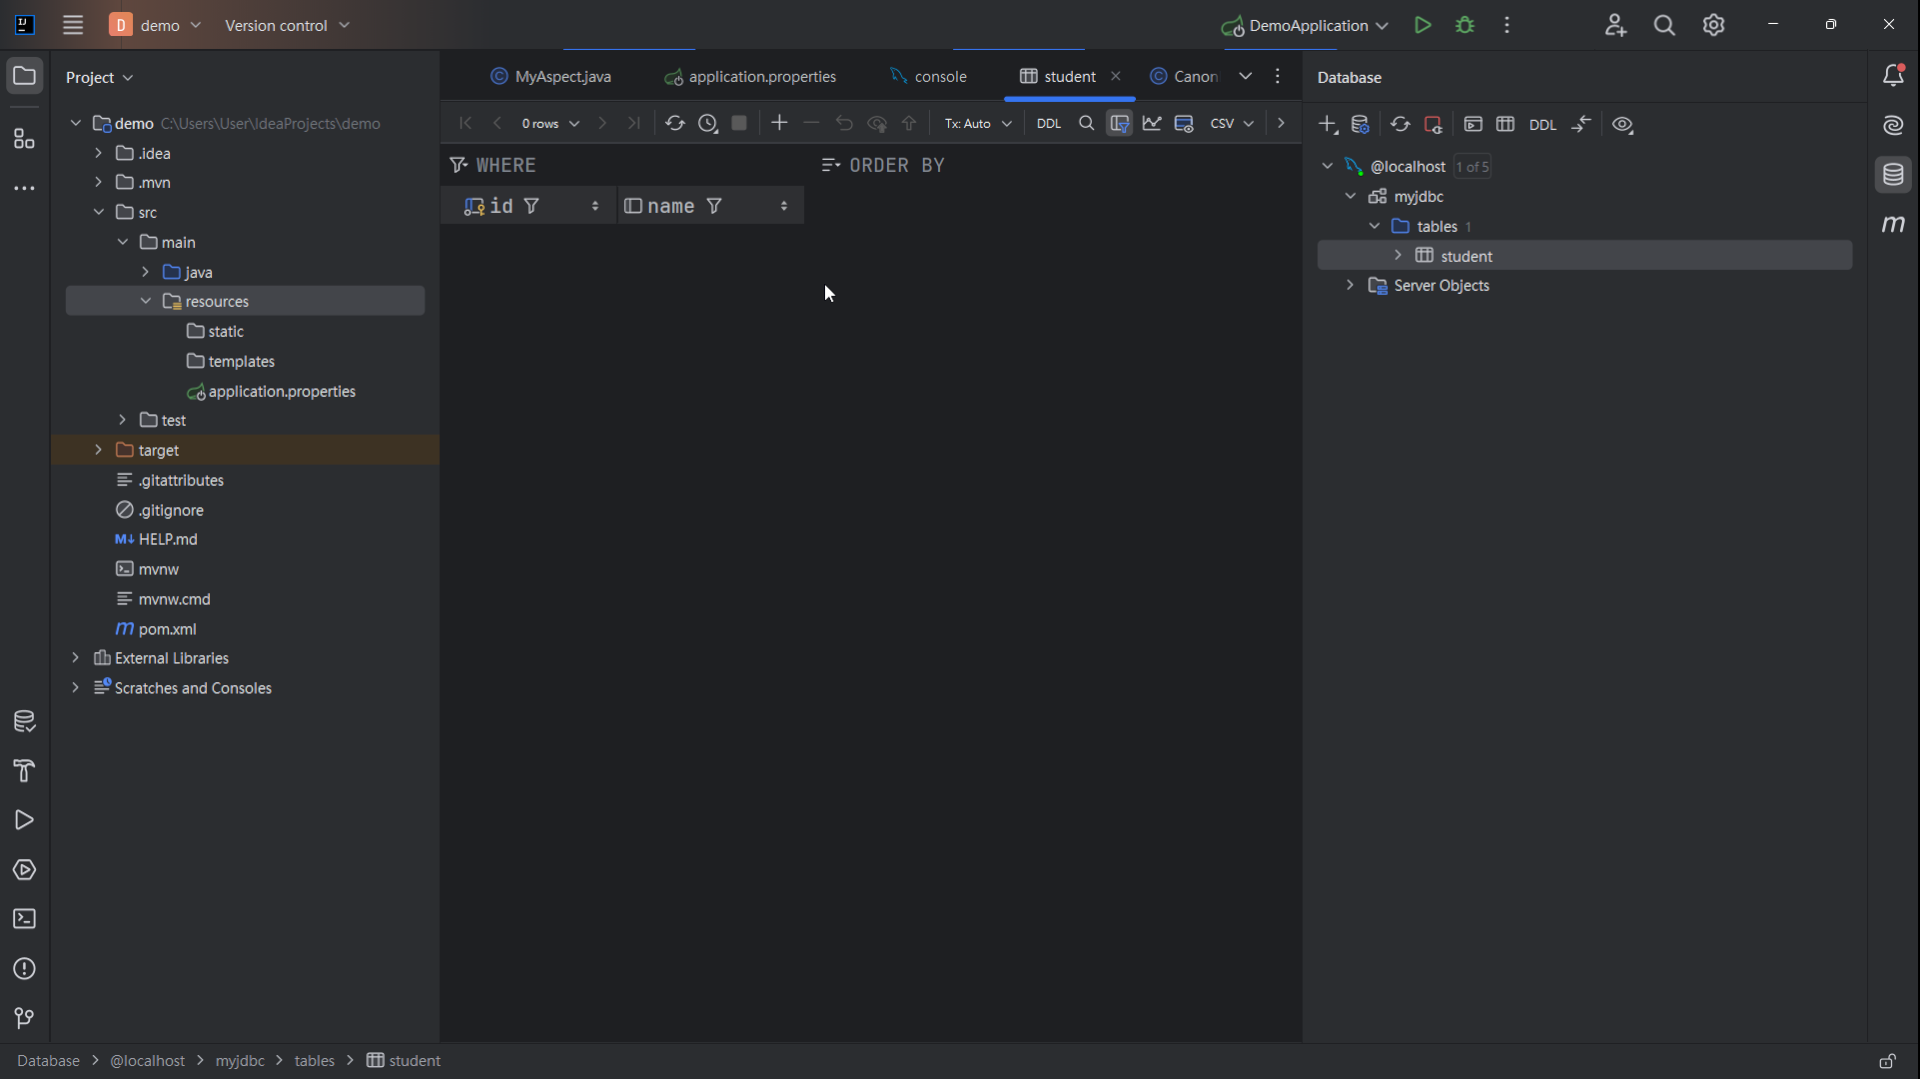 D demo Version control DemoApplication
Project
MyAspect.java application.properties console student Canon
Database
demo C:\Users\User\IdeaProjects\demo
0 rows Tx: Auto DDL CSV
DDL
.idea
WHERE ORDER BY
@localhost 1 of 5
.mvn
myjdbc
id name
src
tables 1
main
student
java
Server Objects
resources
static
templates
application.properties
test
target
.gitattributes
.gitignore
M↓ HELP.md
mvnw
mvnw.cmd
m pom.xml
External Libraries
Scratches and Consoles
m
Database > @localhost > myjdbc > tables > student